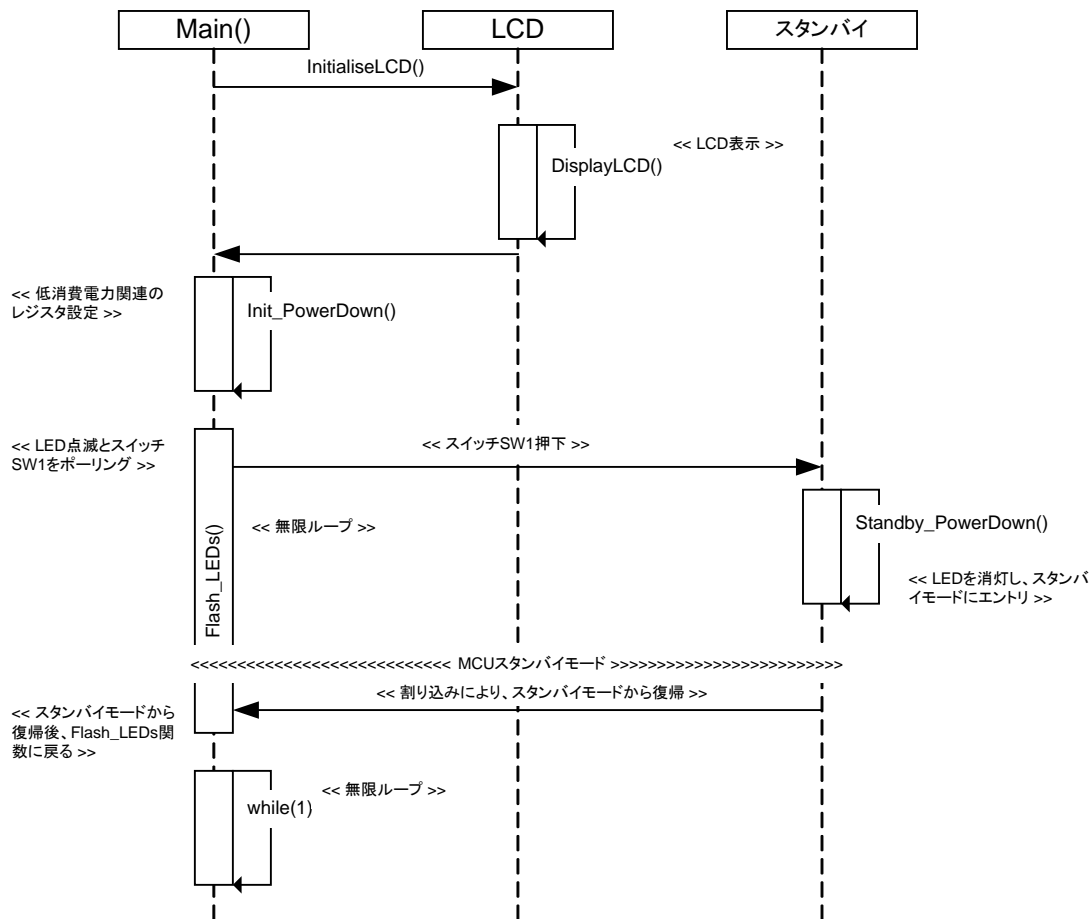 Main()
LCD
スタンバイ
InitialiseLCD()
<< LCD表示 >>
DisplayLCD()
<< 低消費電力関連の
レジスタ設定 >>
Init_PowerDown()
<< LED点滅とスイッチ
SW1をポーリング >>
<< スイッチSW1押下 >>
Flash_LEDs()
<< 無限ループ >>
Standby_PowerDown()
<< LEDを消灯し、スタンバ
イモードにエントリ >>
<<<<<<<<<<<<<<<<<<<<<<<<<<<< MCUスタンバイモード >>>>>>>>>>>>>>>>>>>>>>>>>
<< 割り込みにより、スタンバイモードから復帰 >>
<< スタンバイモードから
復帰後、Flash_LEDs関
数に戻る >>
<< 無限ループ >>
while(1)